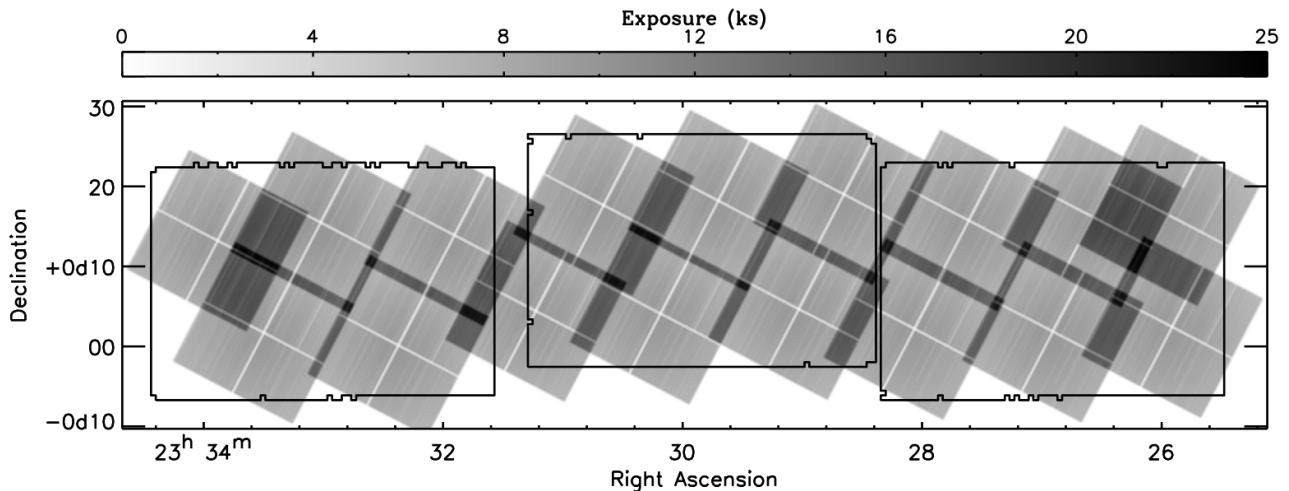 Exposure (ks)
0 4 8 12 16 20 25
30
20
+0d10
00
−0d10
Declination
23h 34m 32 30 28 26
Right Ascension